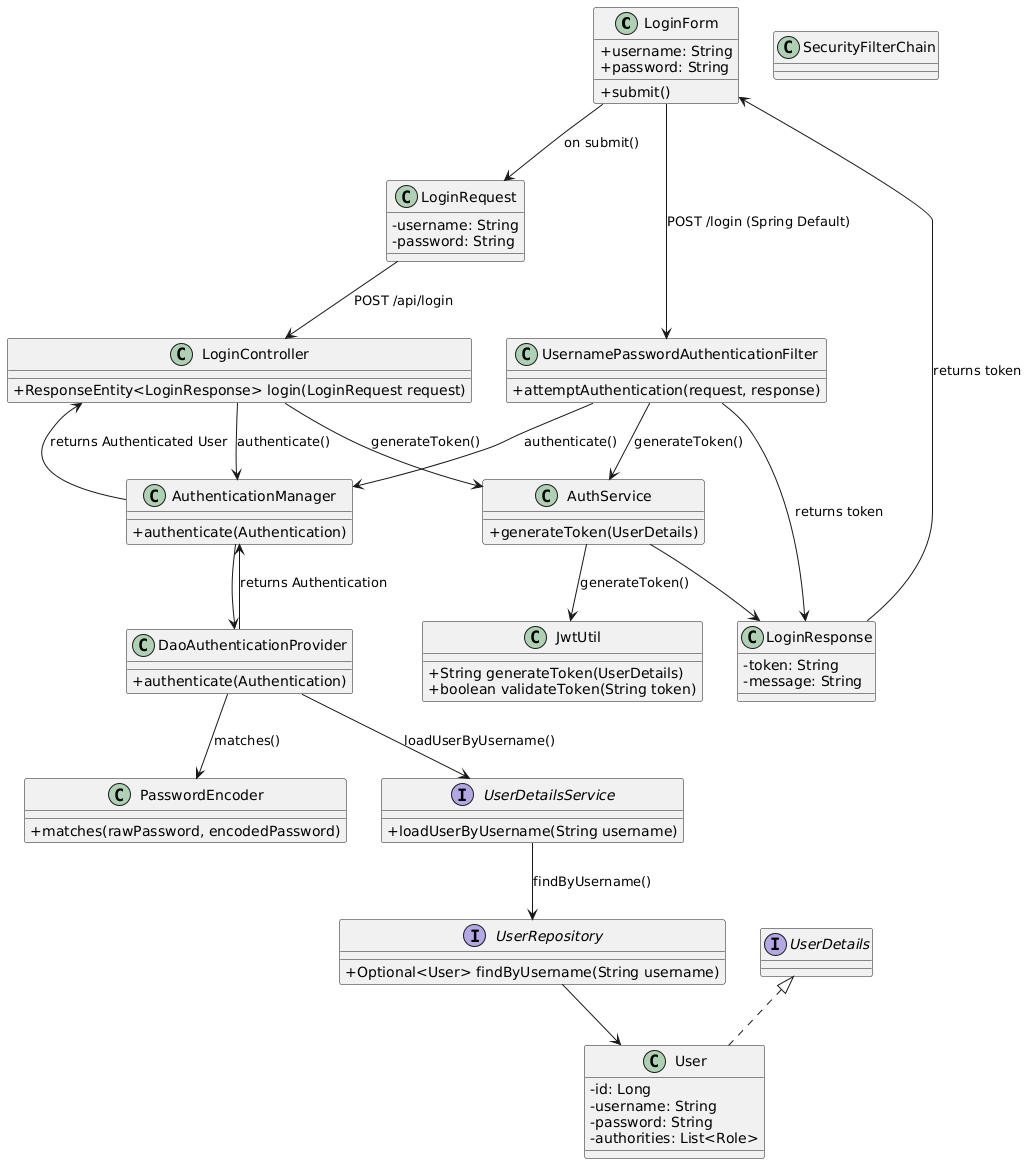 C LoginForm
+username: String
+password: String
+submit()
C SecurityFilterChain
on submit()
C LoginRequest
-username: String
-password: String
POST /login (Spring Default)
POST /api/login
C LoginController
+ResponseEntity<LoginResponse> login(LoginRequest request)
C UsernamePasswordAuthenticationFilter
+attemptAuthentication(request, response)
returns token
returns Authenticated User
authenticate()
generateToken()
authenticate()
generateToken()
C AuthenticationManager
+authenticate(Authentication)
C AuthService
+generateToken(UserDetails)
returns token
returns Authentication
generateToken()
C DaoAuthenticationProvider
+authenticate(Authentication)
C JwtUtil
+String generateToken(UserDetails)
+boolean validateToken(String token)
C LoginResponse
-token: String
-message: String
matches()
loadUserByUsername()
C PasswordEncoder
+matches(rawPassword, encodedPassword)
I UserDetailsService
+loadUserByUsername(String username)
findByUsername()
I UserRepository
+Optional<User> findByUsername(String username)
I UserDetails
C User
-id: Long
-username: String
-password: String
-authorities: List<Role>